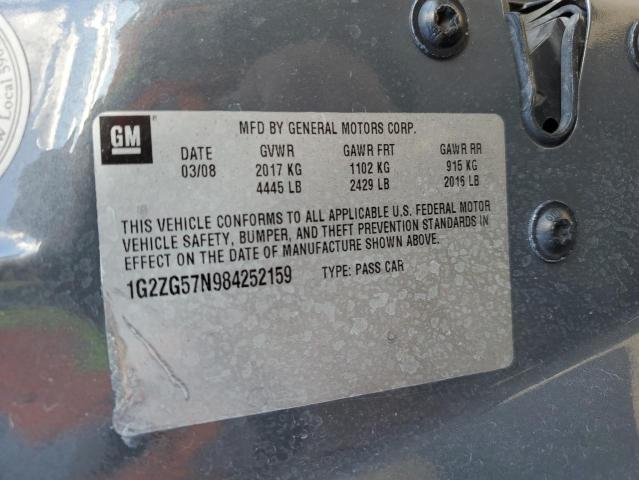 w Local Syn
GM
MFD BY GENERAL MOTORS CORP.
DATE GVWR GAWR FRT GAWR RR
03/08 2017 KG 1102 KG 915 KG
4445 LB 2429 LB 2016 LB
THIS VEHICLE CONFORMS TO ALL APPLICABLE U.S. FEDERAL MOTOR
VEHICLE SAFETY, BUMPER, AND THEFT PREVENTION STANDARDS IN
EFFECT ON THE DATE OF MANUFACTURE SHOWN ABOVE.
1G2ZG57N984252159 TYPE: PASS CAR